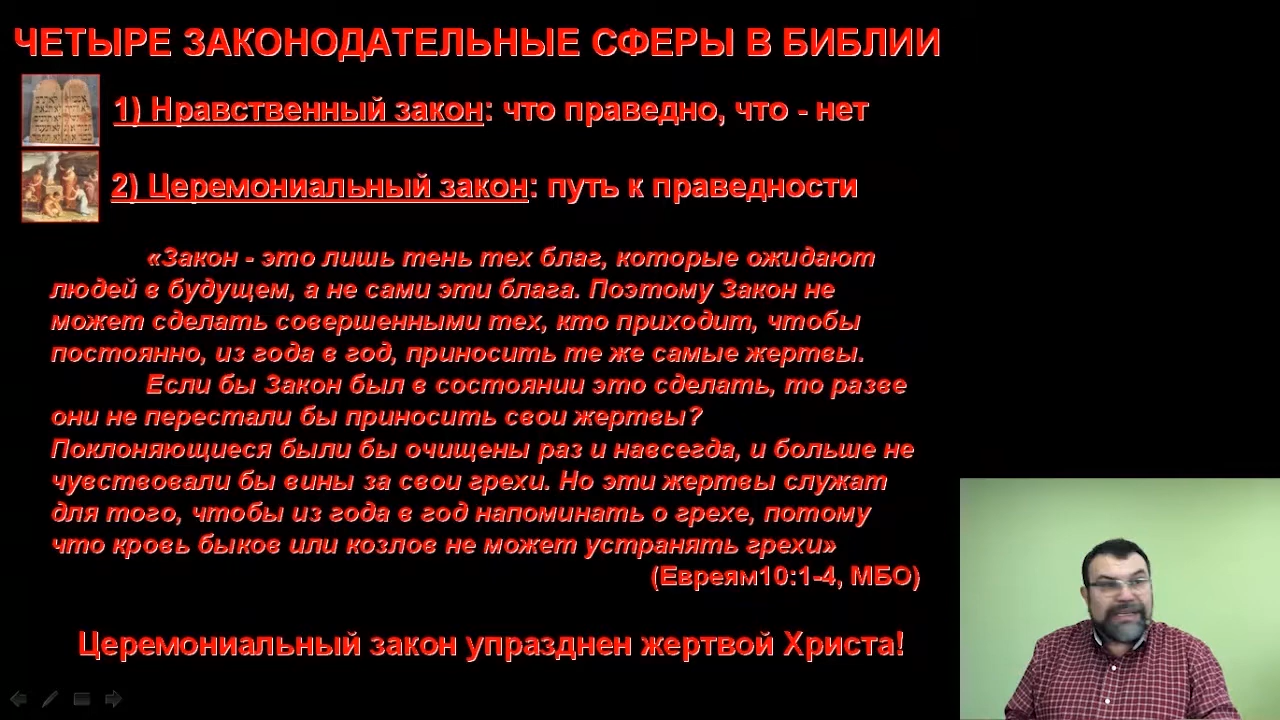 ЧЕТЫРЕ ЗАКОНОДАТЕЛЬНЫЕ СФЕРЫ В БИБЛИИ
1) Нравственный закон: что праведно, что - нет
2) Церемониальный закон: путь к праведности
«Закон - это лишь тень тех благ, которые ожидают
людей в будущем, а не сами эти блага. Поэтому Закон не
может сделать совершенными тех, кто приходит, чтобы
постоянно, из года в год, приносить те же самые жертвы.
Если бы Закон был в состоянии это сделать, то разве
они не перестали бы приносить свои жертвы?
Поклоняющиеся были бы очищены раз и навсегда, и больше не
чувствовали бы вины за свои грехи. Но эти жертвы служат
для того, чтобы из года в год напоминать о грехе, потому
что кровь быков или козлов не может устранять грехи»
(Евреям10:1-4, МБО)
Церемониальный закон упразднен жертвой Христа!